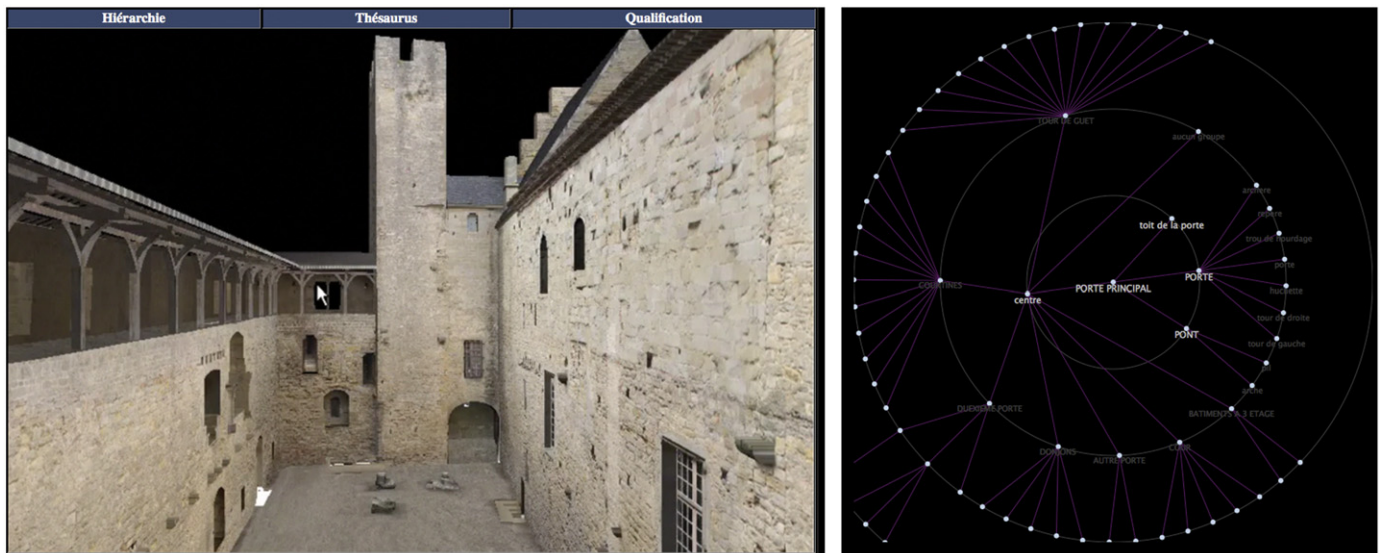 Hiérarchie
Thésaurus
Qualification
TOUR DE GUET
aucun groupe
archere
repere
toit de la porte
trou de hourdage
porte
PORTE
COURTINES
PORTE PRINCIPAL
huchette
centre
tour de droite
PONT
tour de gauche
arche
QUEXISME PORTE
BATIMENTS A 3 ETAGE
DONJONS
COUR
AUTRE PORTE